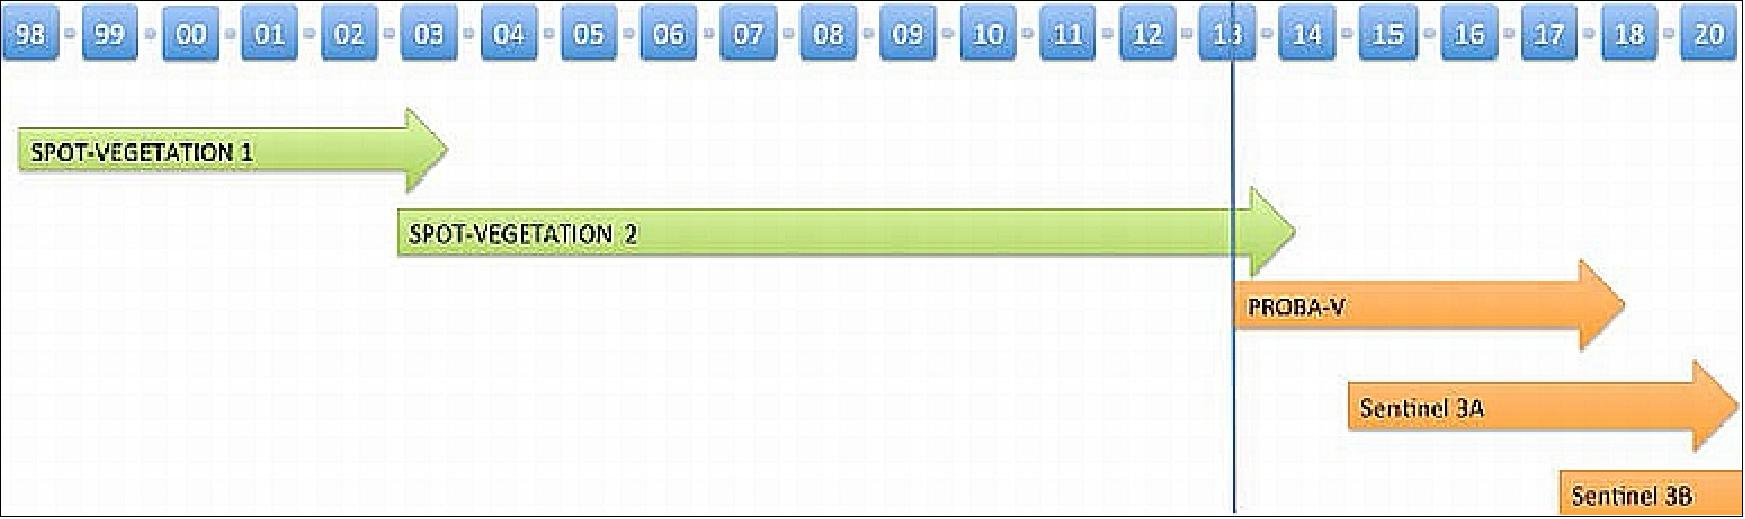 98 99 00 01 02 03 04 05 06 07 08 09 10 11 12 13 14 15 16 17 18 20
SPOT-VEGETATION 1
SPOT-VEGETATION 2
PROBA-V
Sentinel 3A
Sentinel 3B